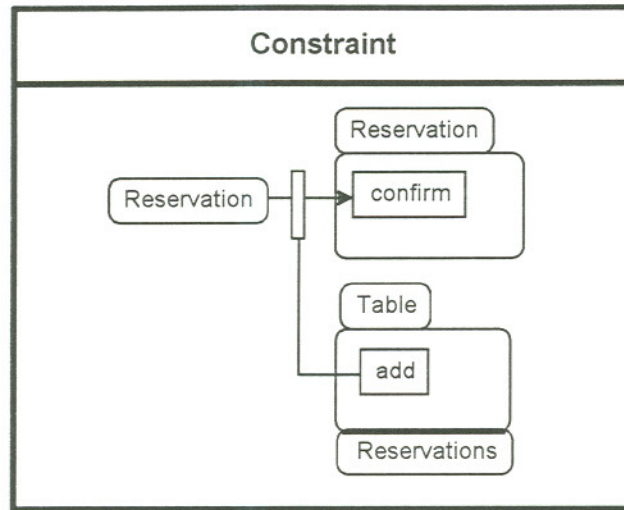 Constraint
Reservation
Reservation
confirm
Table
add
Reservations